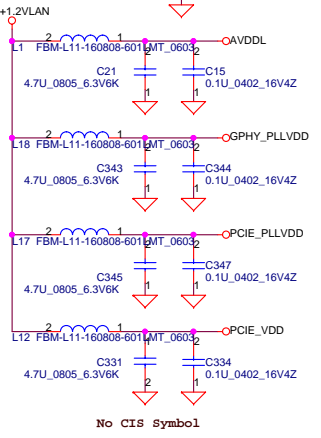 +1.2VLAN
2 1 AVDDL
L1 FBM-L11-160808-601LMT_0603
2 2
C21 C15
4.7U_0805_6.3V6K 0.1U_0402_16V4Z
1 1
2 1 GPHY_PLLVDD
L18 FBM-L11-160808-601LMT_0603
2 2
C343 C344
4.7U_0805_6.3V6K 0.1U_0402_16V4Z
1 1
2 1 PCIE_PLLVDD
L17 FBM-L11-160808-601LMT_0603
2 2
C345 C347
4.7U_0805_6.3V6K 0.1U_0402_16V4Z
1 1
2 1 PCIE_VDD
L12 FBM-L11-160808-601LMT_0603
1 2
C331 C334
4.7U_0805_6.3V6K 0.1U_0402_16V4Z
2 1
No CIS Symbol